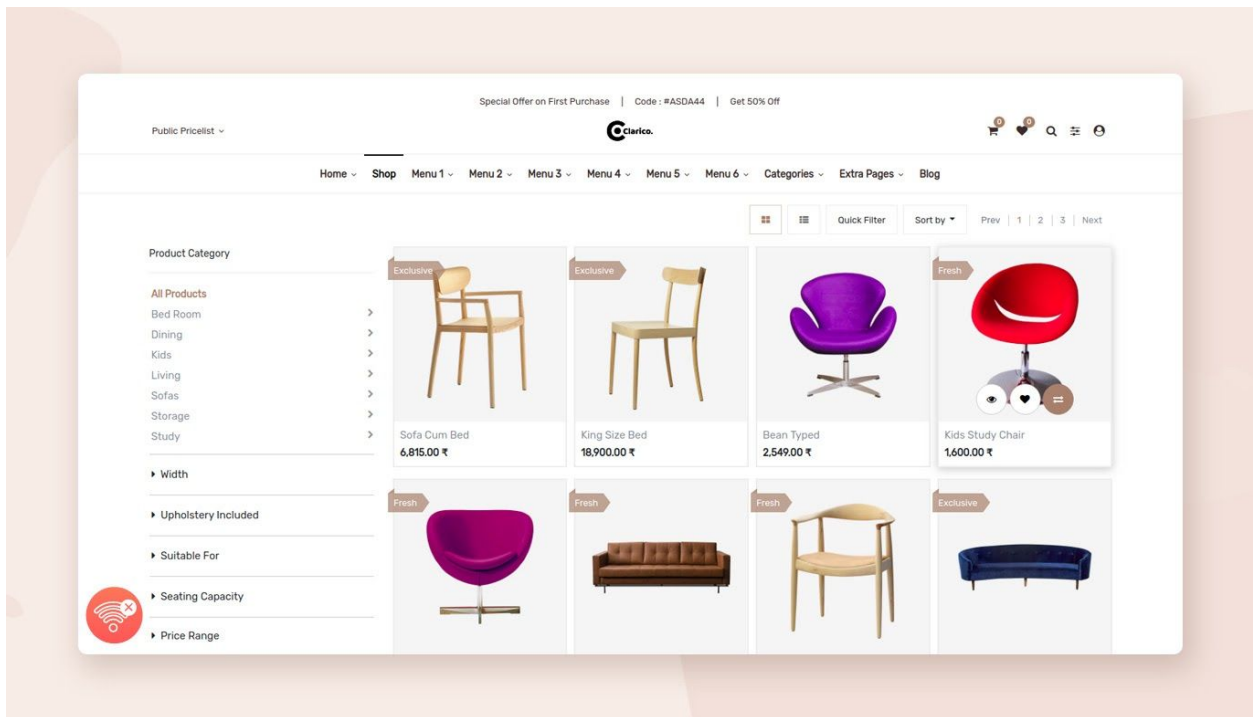 Special Offer on First Purchase | Code : #ASDA44 | Get 50% Off
Public Pricelist
Clarico.
0
0
Home Shop Menu 1 Menu 2 Menu 3 Menu 4 Menu 5 Menu 6 Categories Extra Pages Blog
Quick Filter Sort by Prev | 1 | 2 | 3 | Next
Product Category
All Products
Bed Room
Dining
Kids
Living
Sofas
Storage
Study
Width
Upholstery Included
Suitable For
Seating Capacity
Price Range
Exclusive
Sofa Cum Bed
6,815.00 ₹
Exclusive
King Size Bed
18,900.00 ₹
Bean Typed
2,549.00 ₹
Fresh
Kids Study Chair
1,600.00 ₹
Fresh
Fresh
Fresh
Exclusive